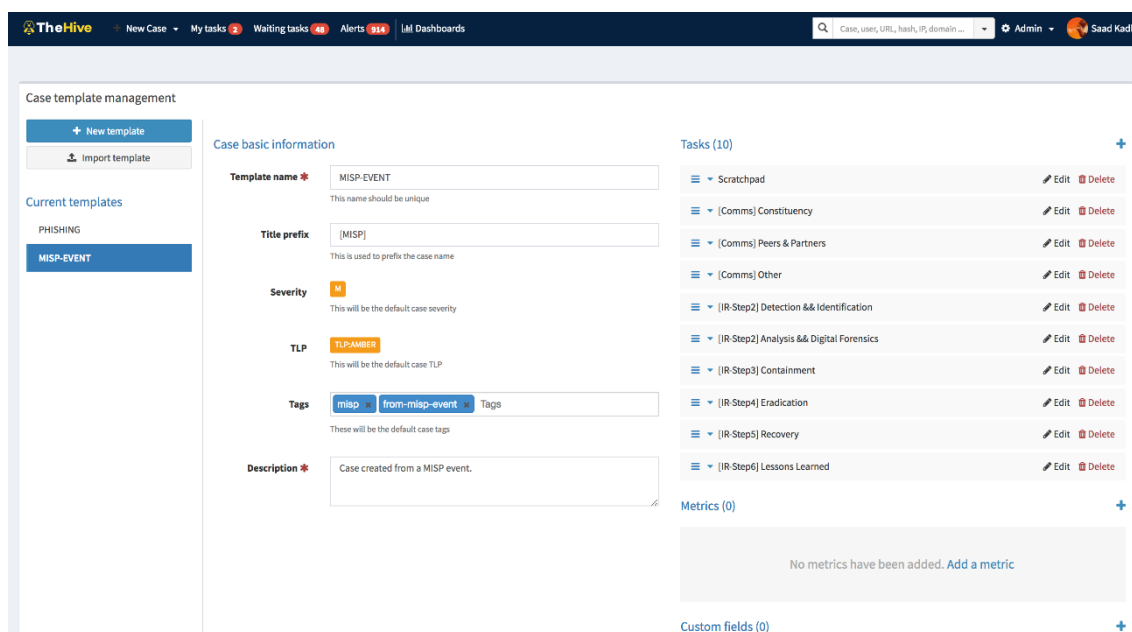 TheHive + New Case My tasks 2 Waiting tasks 48 Alerts 914 Dashboards Case, user, URL, hash, IP, domain ... Admin Saad Kadl
Case template management
+ New template
Import template
Current templates
PHISHING
MISP-EVENT
Case basic information
Template name * MISP-EVENT
This name should be unique
Title prefix [MISP]
This is used to prefix the case name
Severity M
This will be the default case severity
TLP TLP:AMBER
This will be the default case TLP
Tags misp × from-misp-event × Tags
These will be the default case tags
Description * Case created from a MISP event.
Tasks (10) +
Scratchpad Edit Delete
[Comms] Constituency Edit Delete
[Comms] Peers & Partners Edit Delete
[Comms] Other Edit Delete
[IR-Step2] Detection && Identification Edit Delete
[IR-Step2] Analysis && Digital Forensics Edit Delete
[IR-Step3] Containment Edit Delete
[IR-Step4] Eradication Edit Delete
[IR-Step5] Recovery Edit Delete
[IR-Step6] Lessons Learned Edit Delete
Metrics (0) +
No metrics have been added. Add a metric
Custom fields (0) +